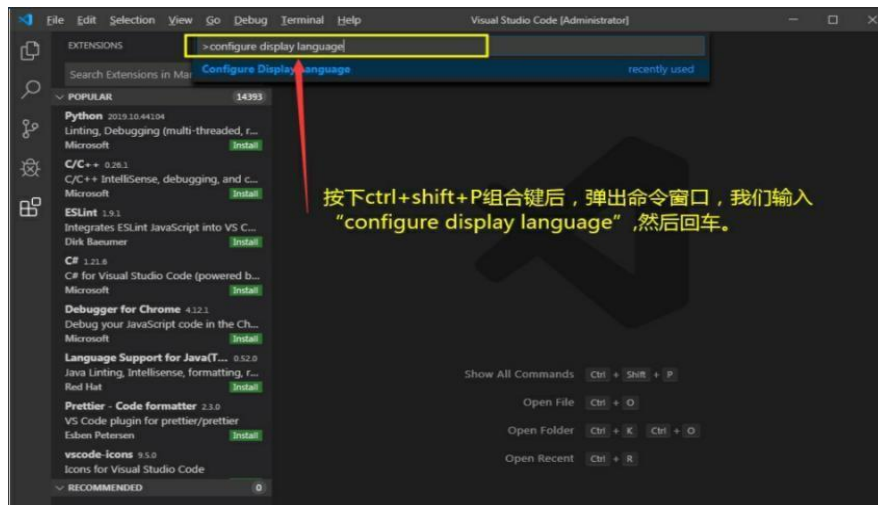 File Edit Selection View Go Debug Terminal Help Visual Studio Code [Administrator]
EXTENSIONS
>configure display language
Search Extensions in Mar
Configure Display Language recently used
POPULAR 14393
Python 2019.10.44104
Linting, Debugging (multi-threaded, r...
Microsoft Install
C/C++ 0.26.1
C/C++ IntelliSense, debugging, and c...
Microsoft Install
ESLint 1.9.1
Integrates ESLint JavaScript into VS C...
Dirk Baeumer Install
C# 1.21.6
C# for Visual Studio Code (powered b...
Microsoft Install
Debugger for Chrome 4.12.1
Debug your JavaScript code in the Ch...
Microsoft Install
Language Support for Java(T... 0.52.0
Java Linting, Intellisense, formatting, r...
Red Hat Install
Prettier - Code formatter 2.3.0
VS Code plugin for prettier/prettier
Esben Petersen Install
vscode-icons 9.5.0
Icons for Visual Studio Code
RECOMMENDED 0
按下ctrl+shift+P组合键后，弹出命令窗口，我们输入
“configure display language”,然后回车。
Show All Commands Ctrl + Shift + P
Open File Ctrl + O
Open Folder Ctrl + K Ctrl + O
Open Recent Ctrl + R